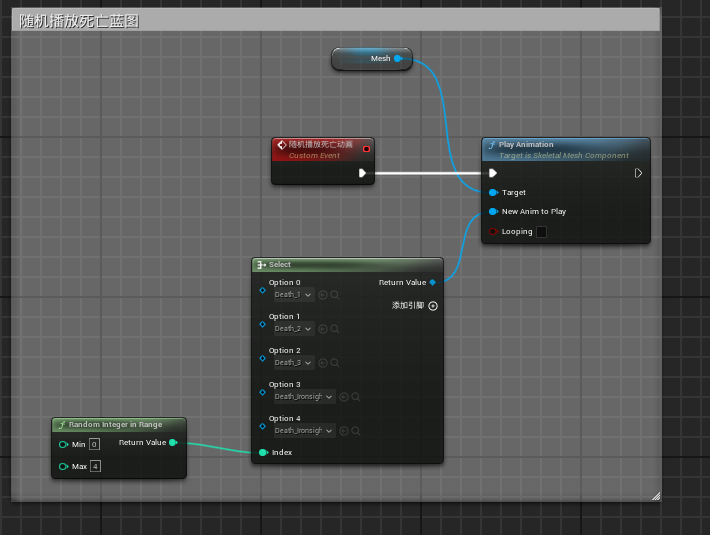 随机播放死亡蓝图
Mesh
随机播放死亡动画
Custom Event
Play Animation
Target is Skeletal Mesh Component
Target
New Anim to Play
Looping
Select
Option 0
Death_1
Return Value
添加引脚
Option 1
Death_2
Option 2
Death_3
Option 3
Death_Ironsigh
Option 4
Death_Ironsigh
Index
Random Integer in Range
Min 0
Return Value
Max 4